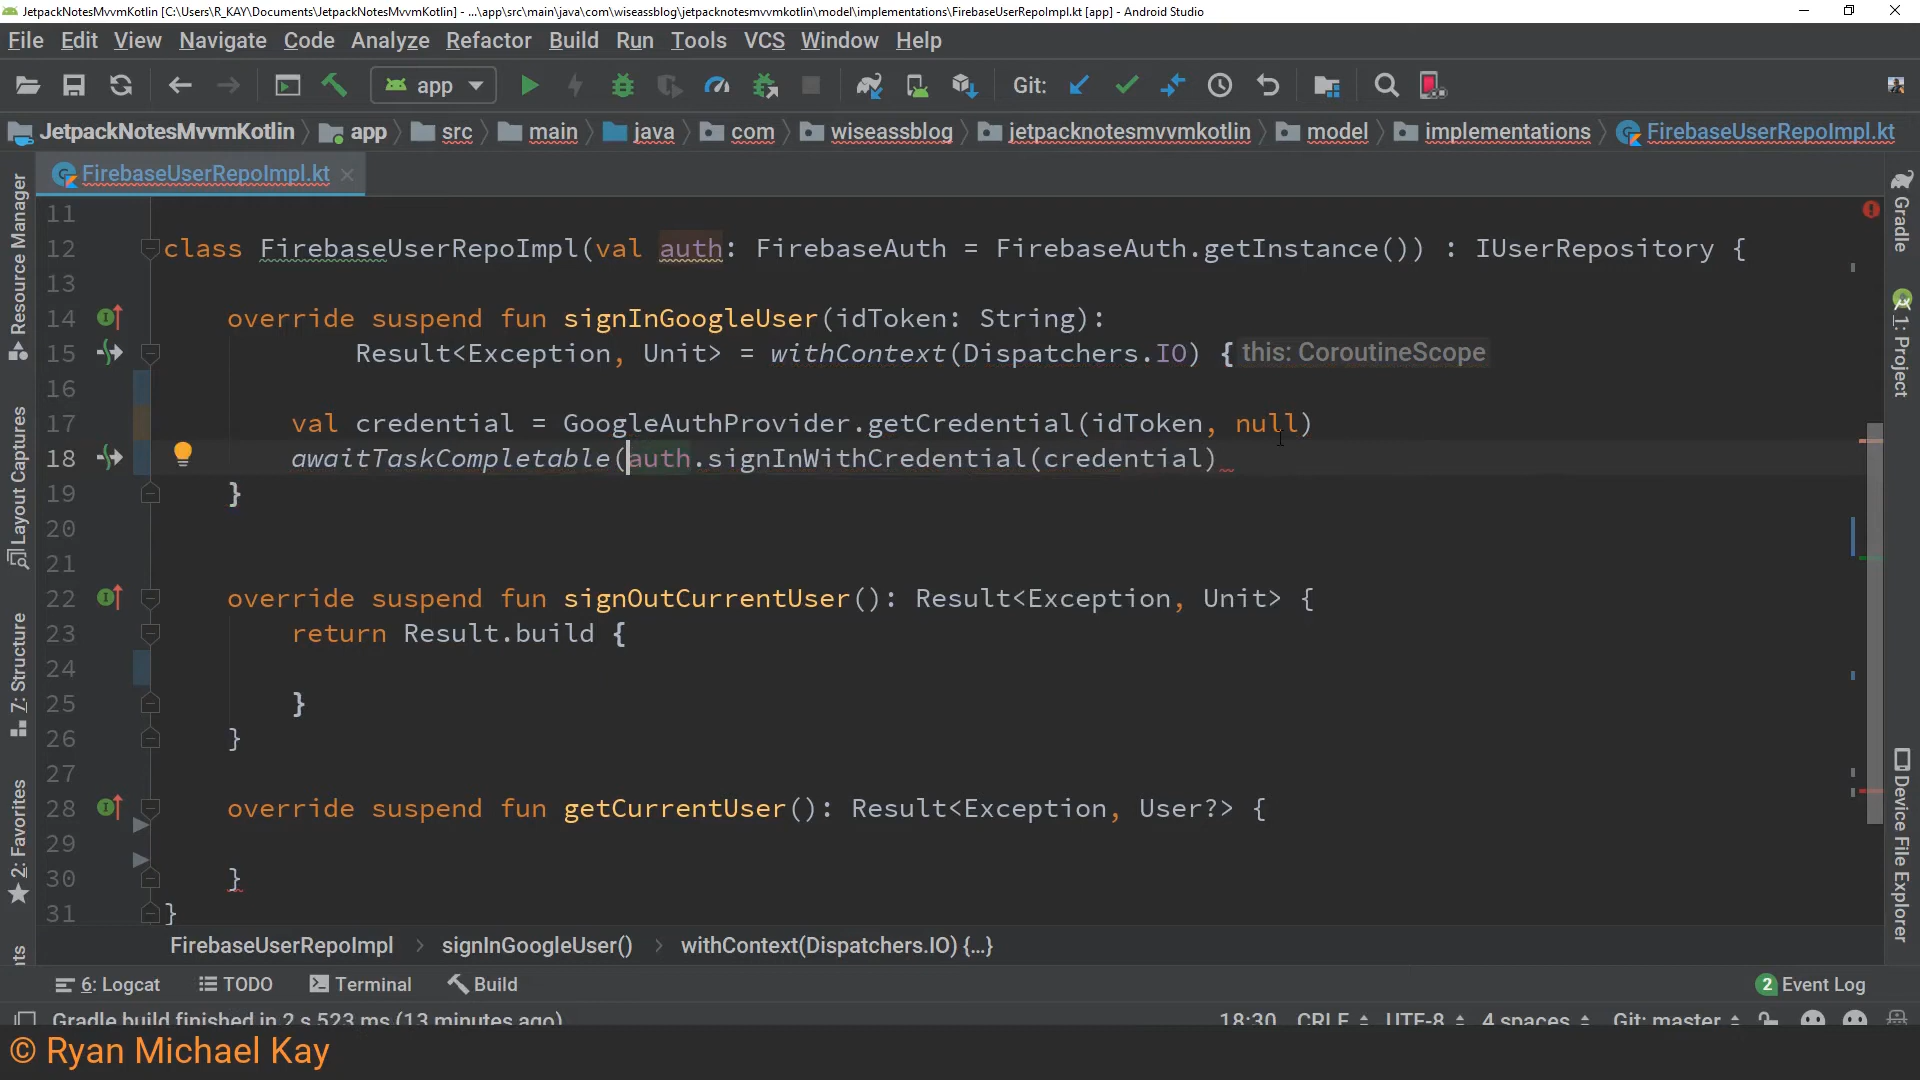 JetpackNotesMvvmKotlin [C:\Users\R_KAY\Documents\JetpackNotesMvvmKotlin] - ...\app\src\main\java\com\wiseassblog\jetpacknotesmvvmkotlin\model\implementations\FirebaseUserRepoImpl.kt [app] - Android Studio
File Edit View Navigate Code Analyze Refactor Build Run Tools VCS Window Help
app Git:
JetpackNotesMvvmKotlin app src main java com wiseassblog jetpacknotesmvvmkotlin model implementations FirebaseUserRepoImpl.kt
FirebaseUserRepoImpl.kt
Resource Manager
Layout Captures
7: Structure
2: Favorites
nts
11
12 class FirebaseUserRepoImpl(val auth: FirebaseAuth = FirebaseAuth.getInstance()) : IUserRepository {
13
14 override suspend fun signInGoogleUser(idToken: String):
15 Result<Exception, Unit> = withContext(Dispatchers.IO) { this: CoroutineScope
16
17 val credential = GoogleAuthProvider.getCredential(idToken, null)
18 awaitTaskCompletable(auth.signInWithCredential(credential)
19 }
20
21
22 override suspend fun signOutCurrentUser(): Result<Exception, Unit> {
23 return Result.build {
24
25 }
26 }
27
28 override suspend fun getCurrentUser(): Result<Exception, User?> {
29
30 }
31 }
Gradle
1: Project
Device File Explorer
FirebaseUserRepoImpl > signInGoogleUser() > withContext(Dispatchers.IO) {...}
6: Logcat TODO Terminal Build 2 Event Log
Gradle build finished in 2 s 523 ms (13 minutes ago) 18:30 CRLF UTF-8 4 spaces Git: master
© Ryan Michael Kay